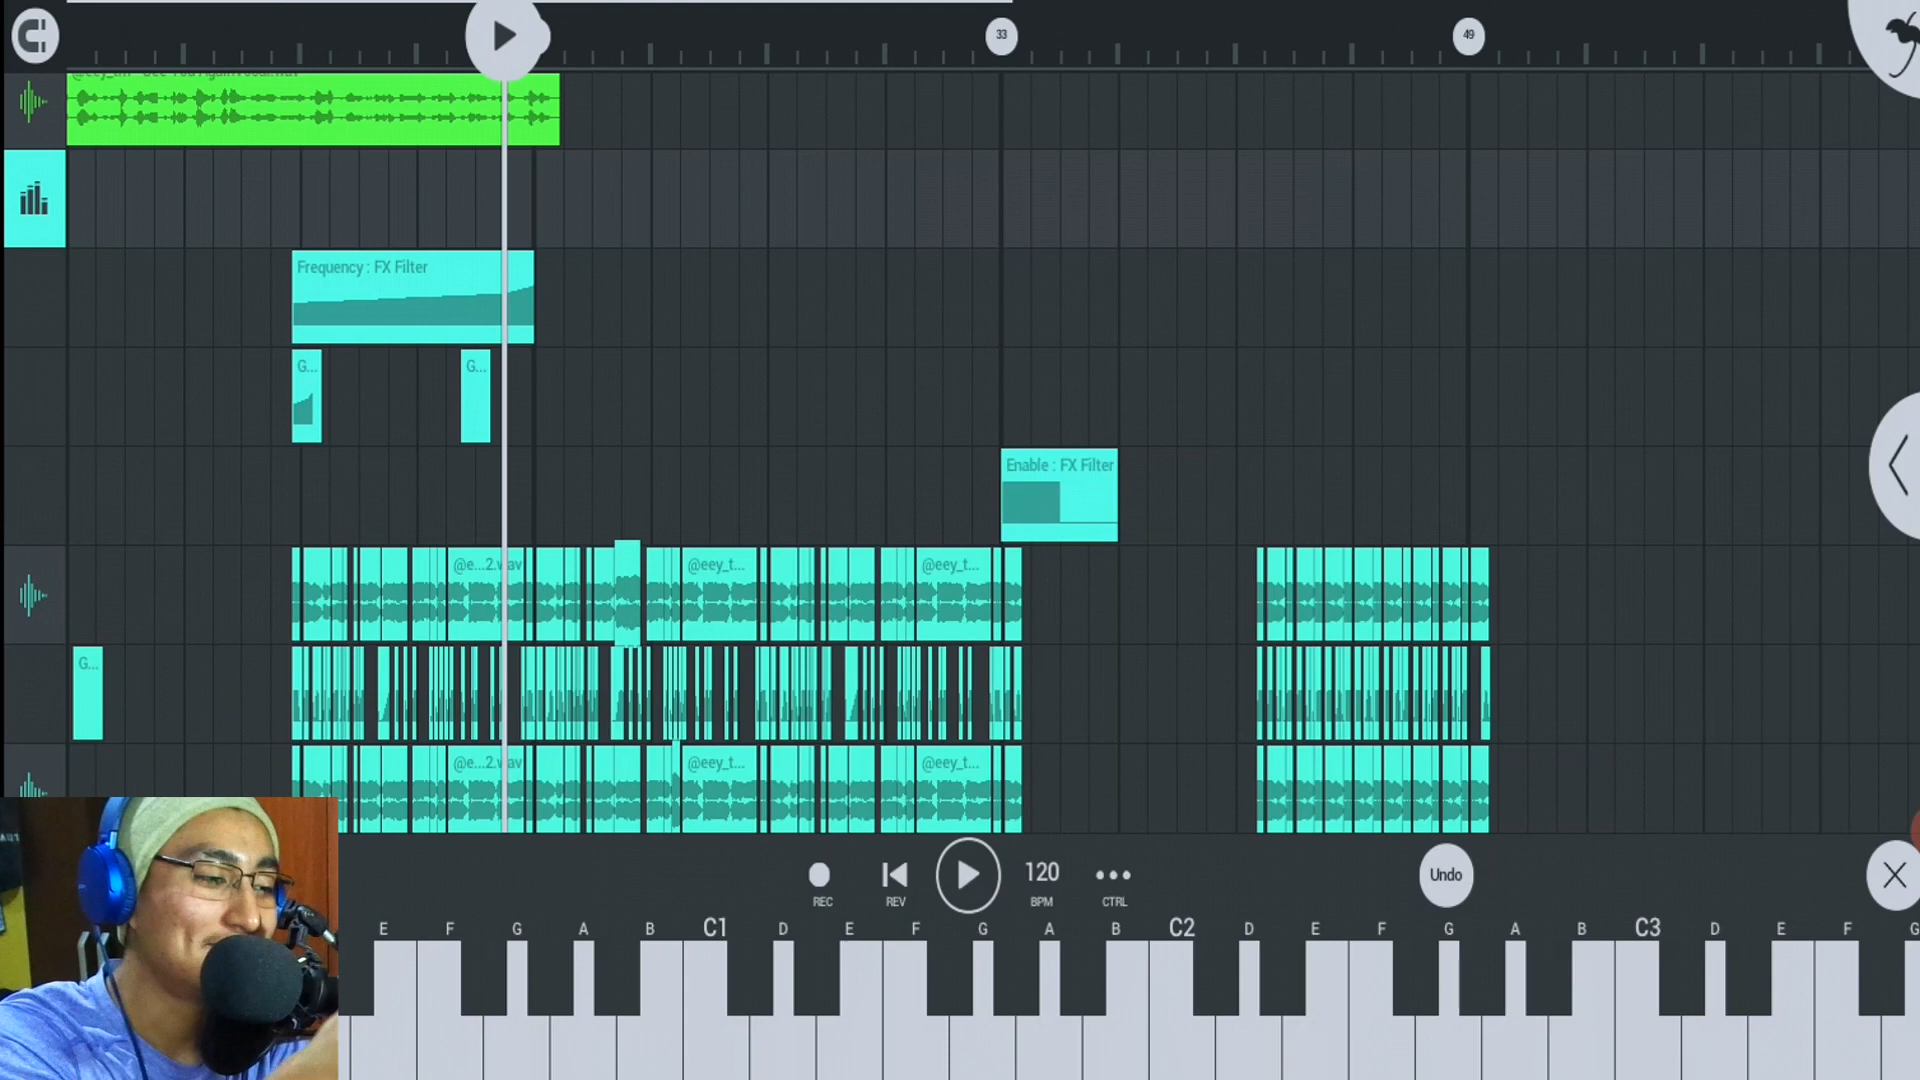 33
49
Frequency : FX Filter
G...
G...
Enable : FX Filter
@e...2.wav
@eey_t...
@eey_t...
G...
@e...2.wav
@eey_t...
@eey_t...
120
Undo
REC
REV
BPM
CTRL
E F G A B C1 D E F G A B C2 D E F G A B C3 D E F G